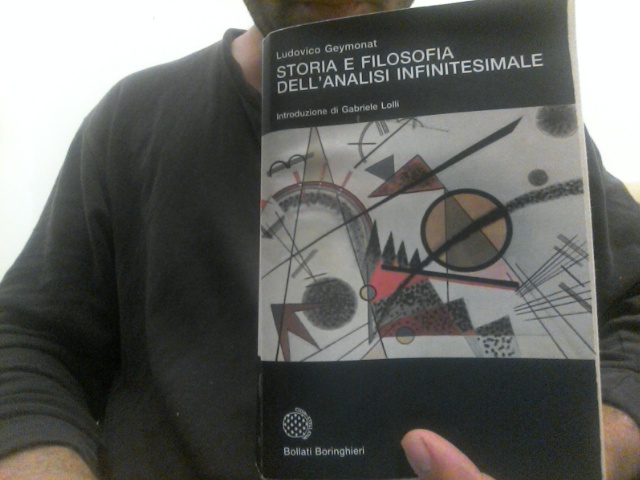 Ludovico Geymonat
STORIA E FILOSOFIA
DELL'ANALISI INFINITESIMALE
Introduzione di Gabriele Lolli
Bollati Boringhieri